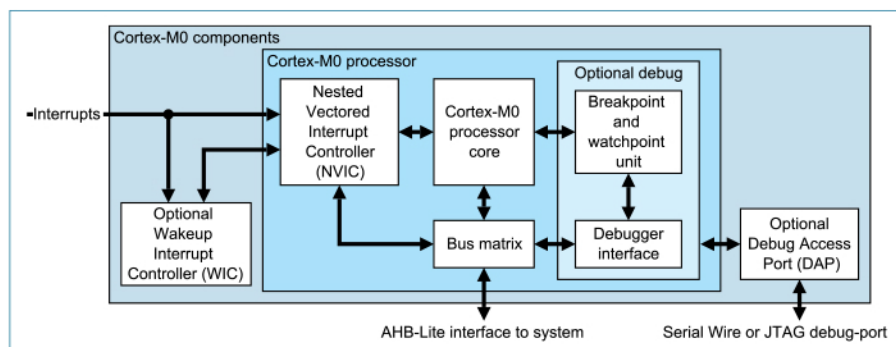 Cortex-M0 components
Cortex-M0 processor
Optional debug
Interrupts
Nested
Vectored
Interrupt
Controller
(NVIC)
Cortex-M0
processor
core
Breakpoint
and
watchpoint
unit
Optional
Wakeup
Interrupt
Controller (WIC)
Bus matrix
Debugger
interface
Optional
Debug Access
Port (DAP)
AHB-Lite interface to system
Serial Wire or JTAG debug-port